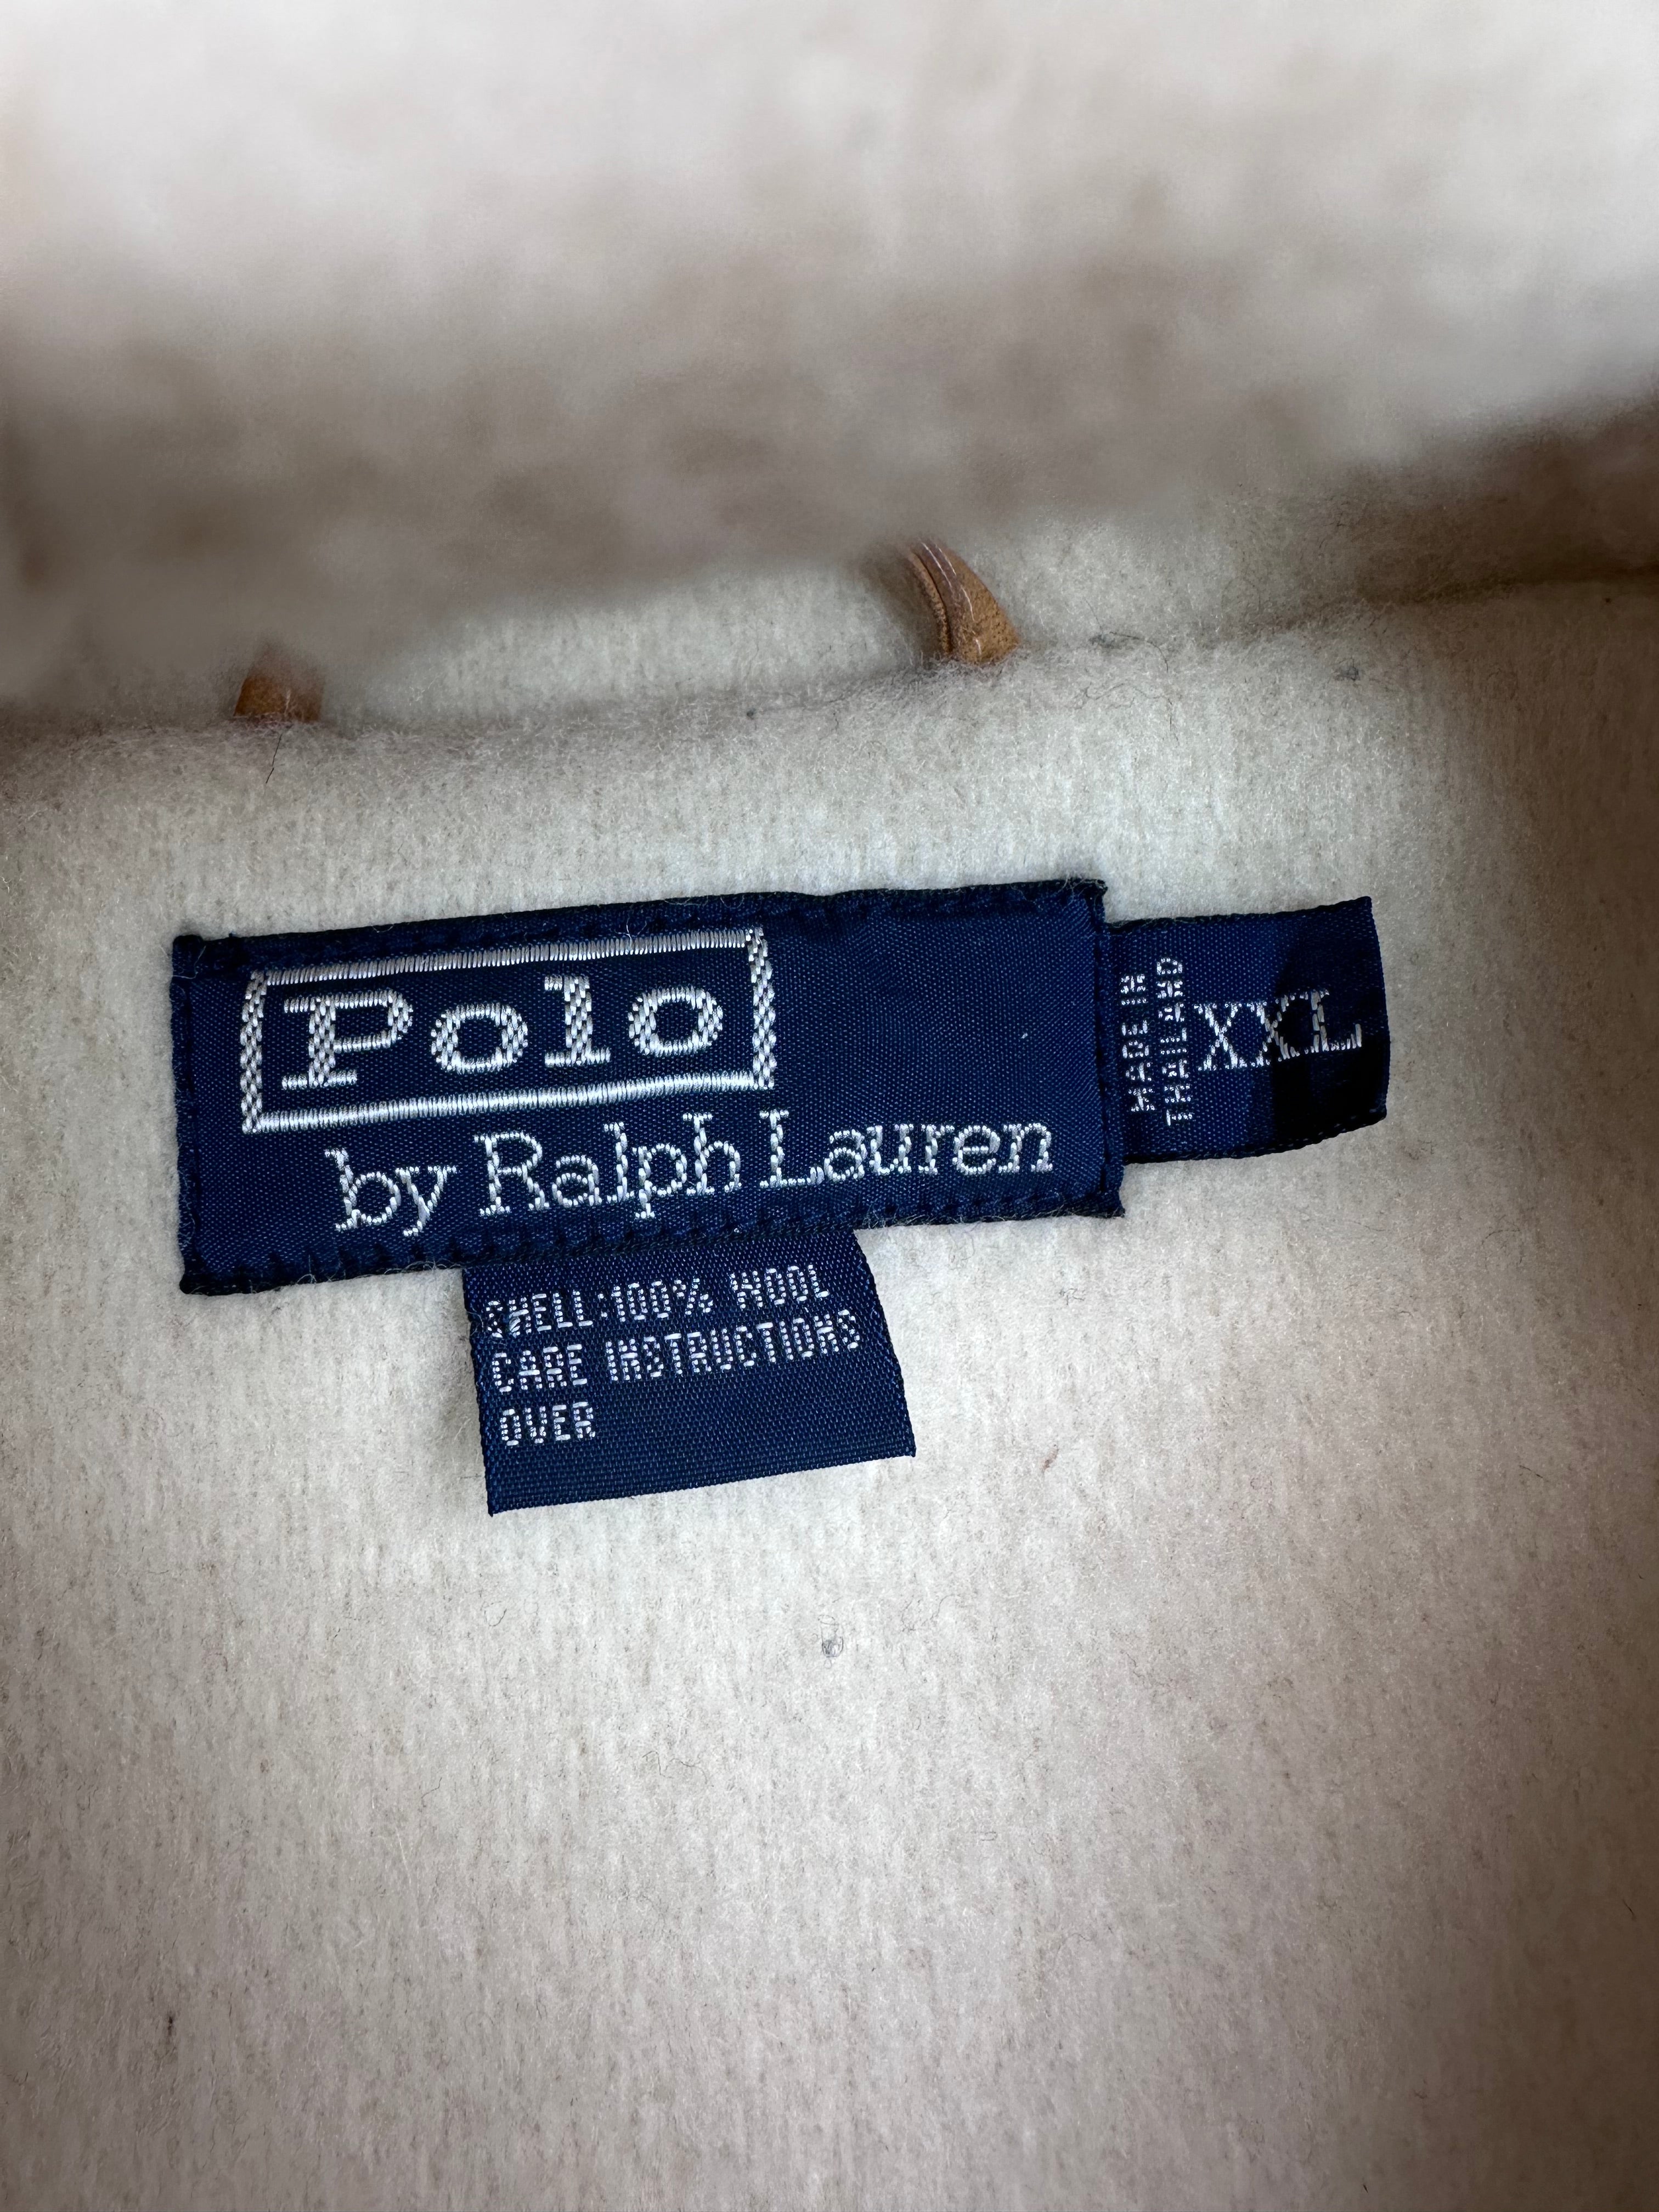 Polo
by Ralph Lauren
MADE IN
THAILAND
XXL
SHELL:100% WOOL
CARE INSTRUCTIONS
OVER